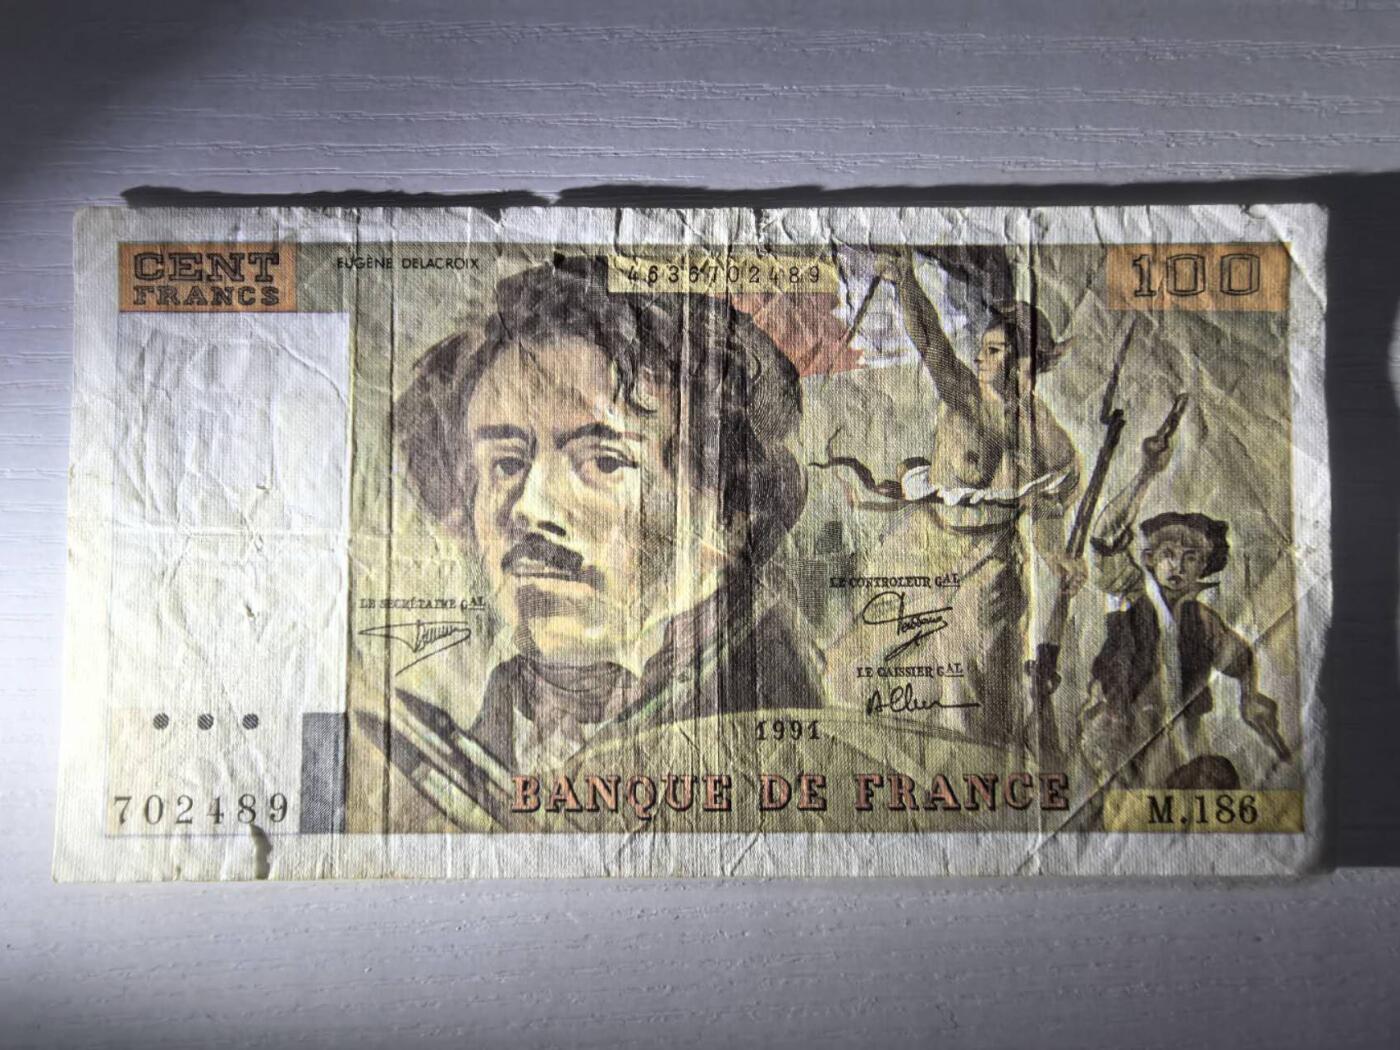 CENT
FRANCS
EUGÈNE DELACROIX
4636702489
100
LE SECRÉTAIRE GAL
LE CONTROLEUR GAL
LE CAISSIER GAL
1991
BANQUE DE FRANCE
702489
M.186